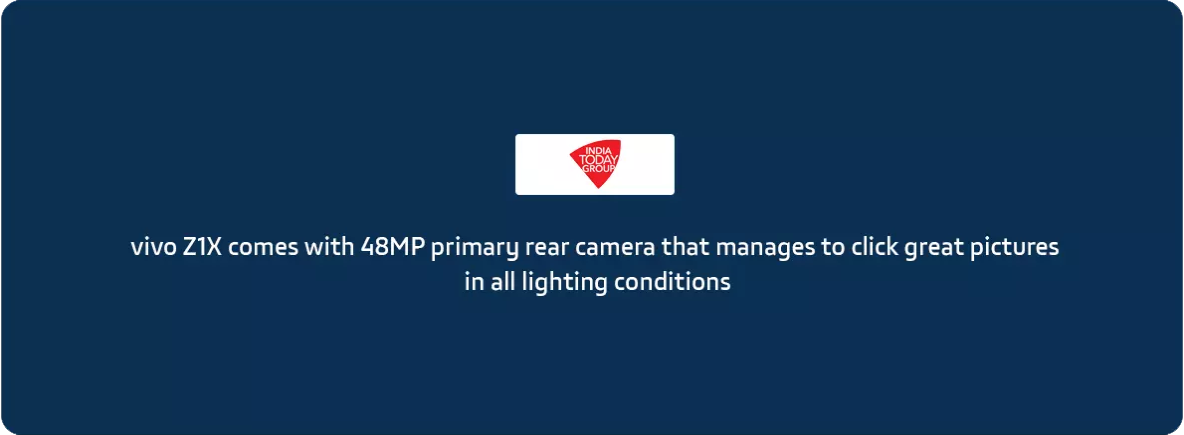 INDIA
TODAY
GROUP
vivo Z1X comes with 48MP primary rear camera that manages to click great pictures
in all lighting conditions